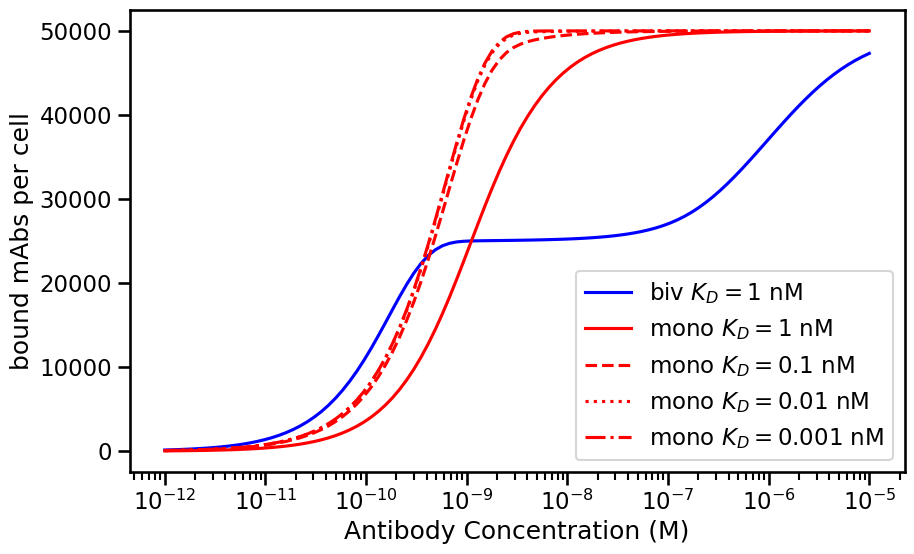 50000
40000
30000
20000
10000
0
bound mAbs per cell
biv $K_D = 1$ nM
mono $K_D = 1$ nM
mono $K_D = 0.1$ nM
mono $K_D = 0.01$ nM
mono $K_D = 0.001$ nM
$10^{-12}$ $10^{-11}$ $10^{-10}$ $10^{-9}$ $10^{-8}$ $10^{-7}$ $10^{-6}$ $10^{-5}$
Antibody Concentration (M)